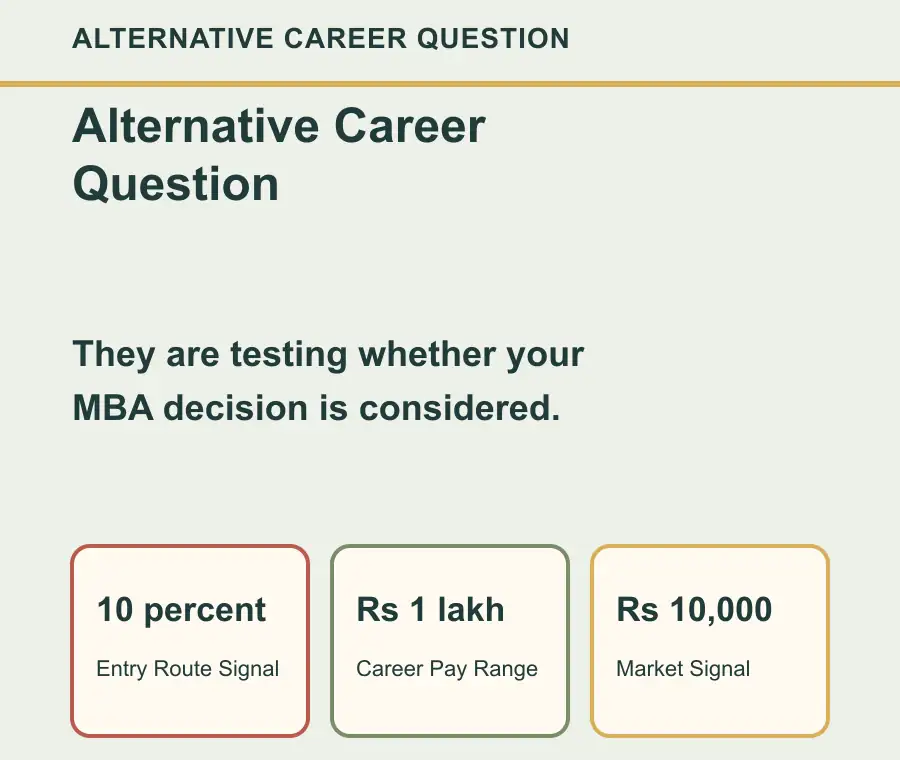 ALTERNATIVE CAREER QUESTION
Alternative Career
Question
They are testing whether your
MBA decision is considered.
10 percent
Entry Route Signal
Rs 1 lakh
Career Pay Range
Rs 10,000
Market Signal